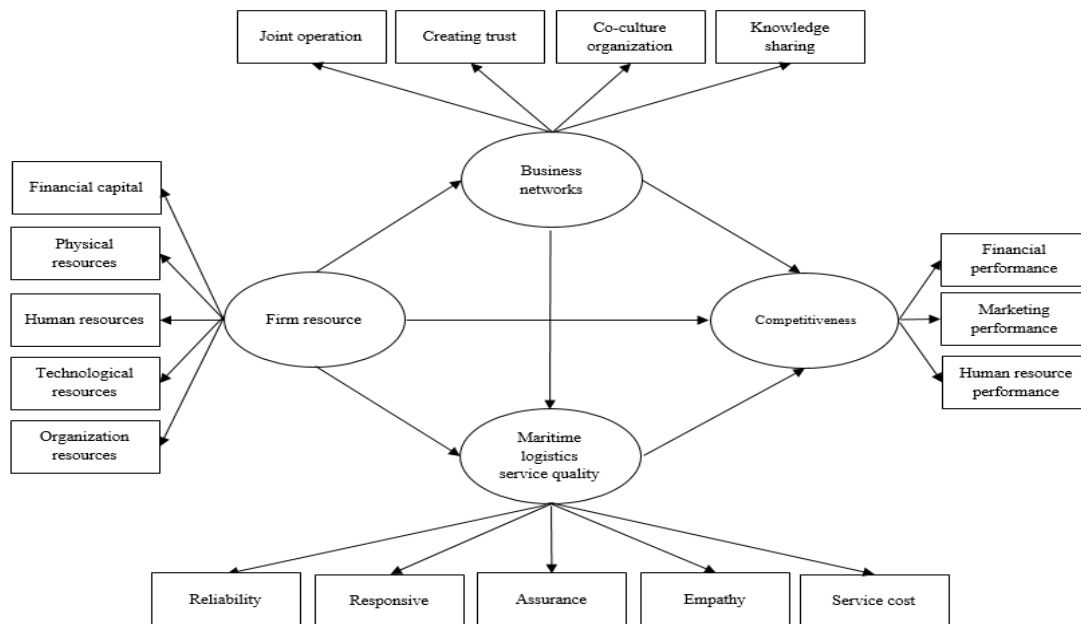 Joint operation
Creating trust
Co-culture
organization
Knowledge
sharing
Business
networks
Financial capital
Physical
resources
Human resources
Technological
resources
Organization
resources
Firm resource
Competitiveness
Financial
performance
Marketing
performance
Human resource
performance
Maritime
logistics
service quality
Reliability
Responsive
Assurance
Empathy
Service cost